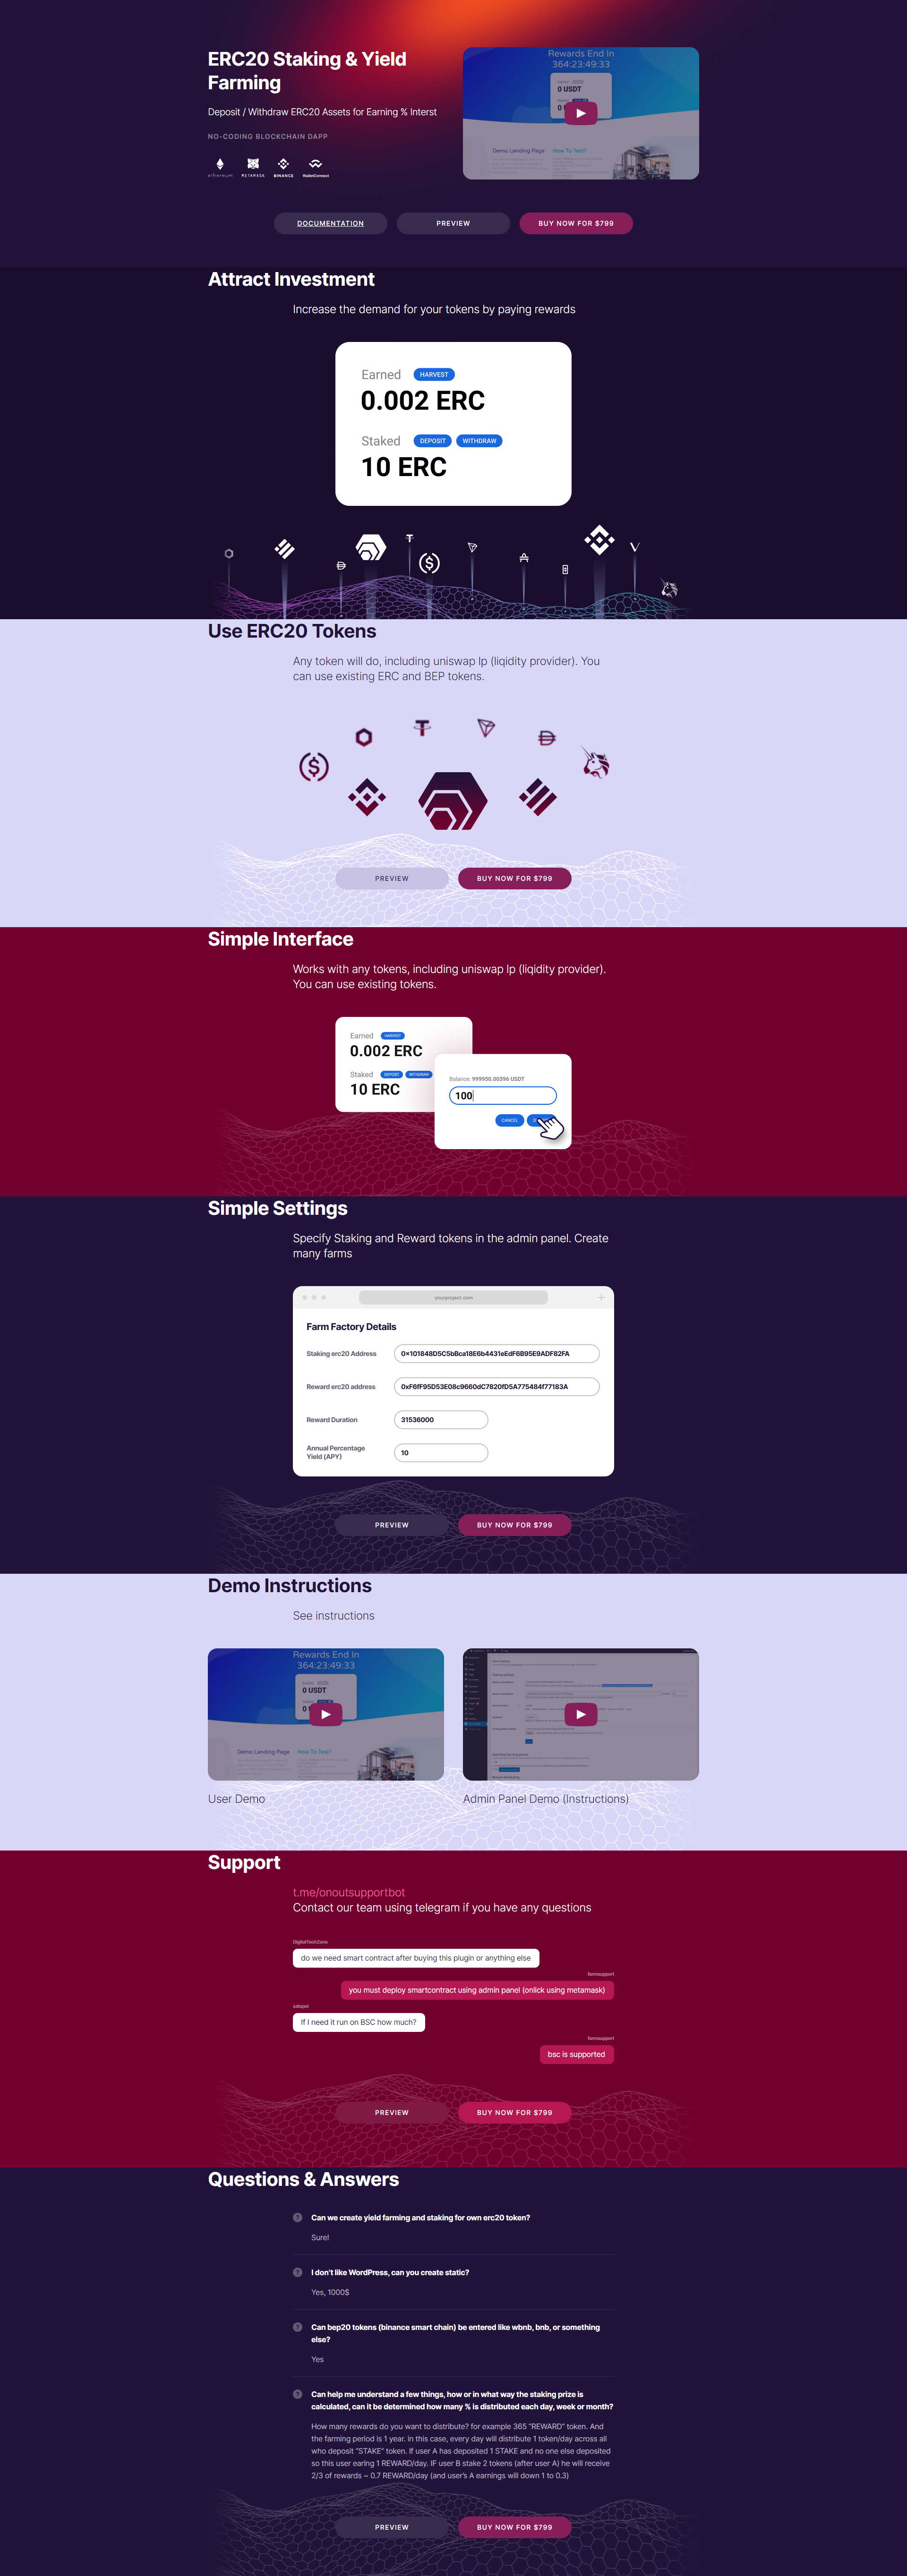 ERC20 Staking & Yield
Farming
Deposit / Withdraw ERC20 Assets for Earning % Interst
NO-CODING BLOCKCHAIN DAPP
ethereum METAMASK BINANCE WalletConnect
Rewards End In
364:23:49:33
0 USDT
Demo Landing Page How To Test?
DOCUMENTATION PREVIEW BUY NOW FOR $799
Attract Investment
Increase the demand for your tokens by paying rewards
Earned HARVEST
0.002 ERC
Staked DEPOSIT WITHDRAW
10 ERC
Use ERC20 Tokens
Any token will do, including uniswap lp (liqidity provider). You
can use existing ERC and BEP tokens.
PREVIEW BUY NOW FOR $799
Simple Interface
Works with any tokens, including uniswap lp (liqidity provider).
You can use existing tokens.
Earned HARVEST
0.002 ERC
Staked DEPOSIT WITHDRAW
10 ERC
Balance: 999950.00396 USDT
100
CANCEL
Simple Settings
Specify Staking and Reward tokens in the admin panel. Create
many farms
yourproject.com
Farm Factory Details
Staking erc20 Address 0x101848D5C5bBca18E6b4431eEdF6B95E9ADF82FA
Reward erc20 address 0xF6fF95D53E08c9660dC7820fD5A775484f77183A
Reward Duration 31536000
Annual Percentage
Yield (APY) 10
PREVIEW BUY NOW FOR $799
Demo Instructions
See instructions
Rewards End In
364:23:49:33
0 USDT
Demo Landing Page How To Test?
User Demo Admin Panel Demo (Instructions)
Support
t.me/onoutsupportbot
Contact our team using telegram if you have any questions
DigitalTechZone
do we need smart contract after buying this plugin or anything else
farmsupport
you must deploy smartcontract using admin panel (onlick using metamask)
If I need it run on BSC how much?
farmsupport
bsc is supported
PREVIEW BUY NOW FOR $799
Questions & Answers
Can we create yield farming and staking for own erc20 token?
Sure!
I don't like WordPress, can you create static?
Yes, 1000$
Can bep20 tokens (binance smart chain) be entered like wbnb, bnb, or something
else?
Yes
Can help me understand a few things, how or in what way the staking prize is
calculated, can it be determined how many % is distributed each day, week or month?
How many rewards do you want to distribute? for example 365 "REWARD" token. And
the farming period is 1 year. in this case, every day will distribute 1 token/day across all
who deposit "STAKE" token. If user A has deposited 1 STAKE and no one else deposited
so this user earing 1 REWARD/day. IF user B stake 2 tokens (after user A) he will receive
2/3 of rewards ~ 0.7 REWARD/day (and user's A earnings will down 1 to 0.3)
PREVIEW BUY NOW FOR $799